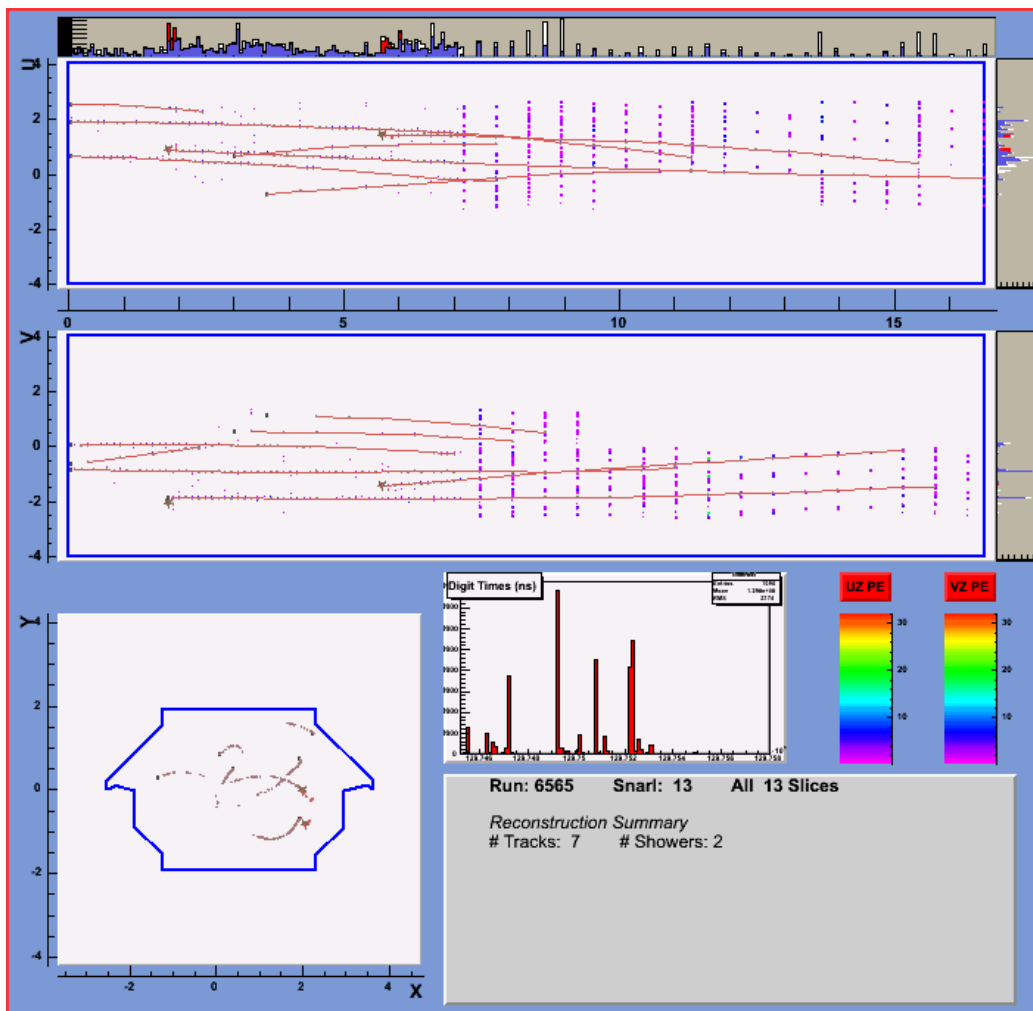 U
4
2
0
-2
-4
0 5 10 15
V
4
2
0
-2
-4
Digit Times (ns)
UZ PE
VZ PE
30
20
10
30
20
10
Y
4
2
0
-2
-4
-2 0 2 4
X
Run: 6565 Snarl: 13 All 13 Slices
Reconstruction Summary
# Tracks: 7 # Showers: 2